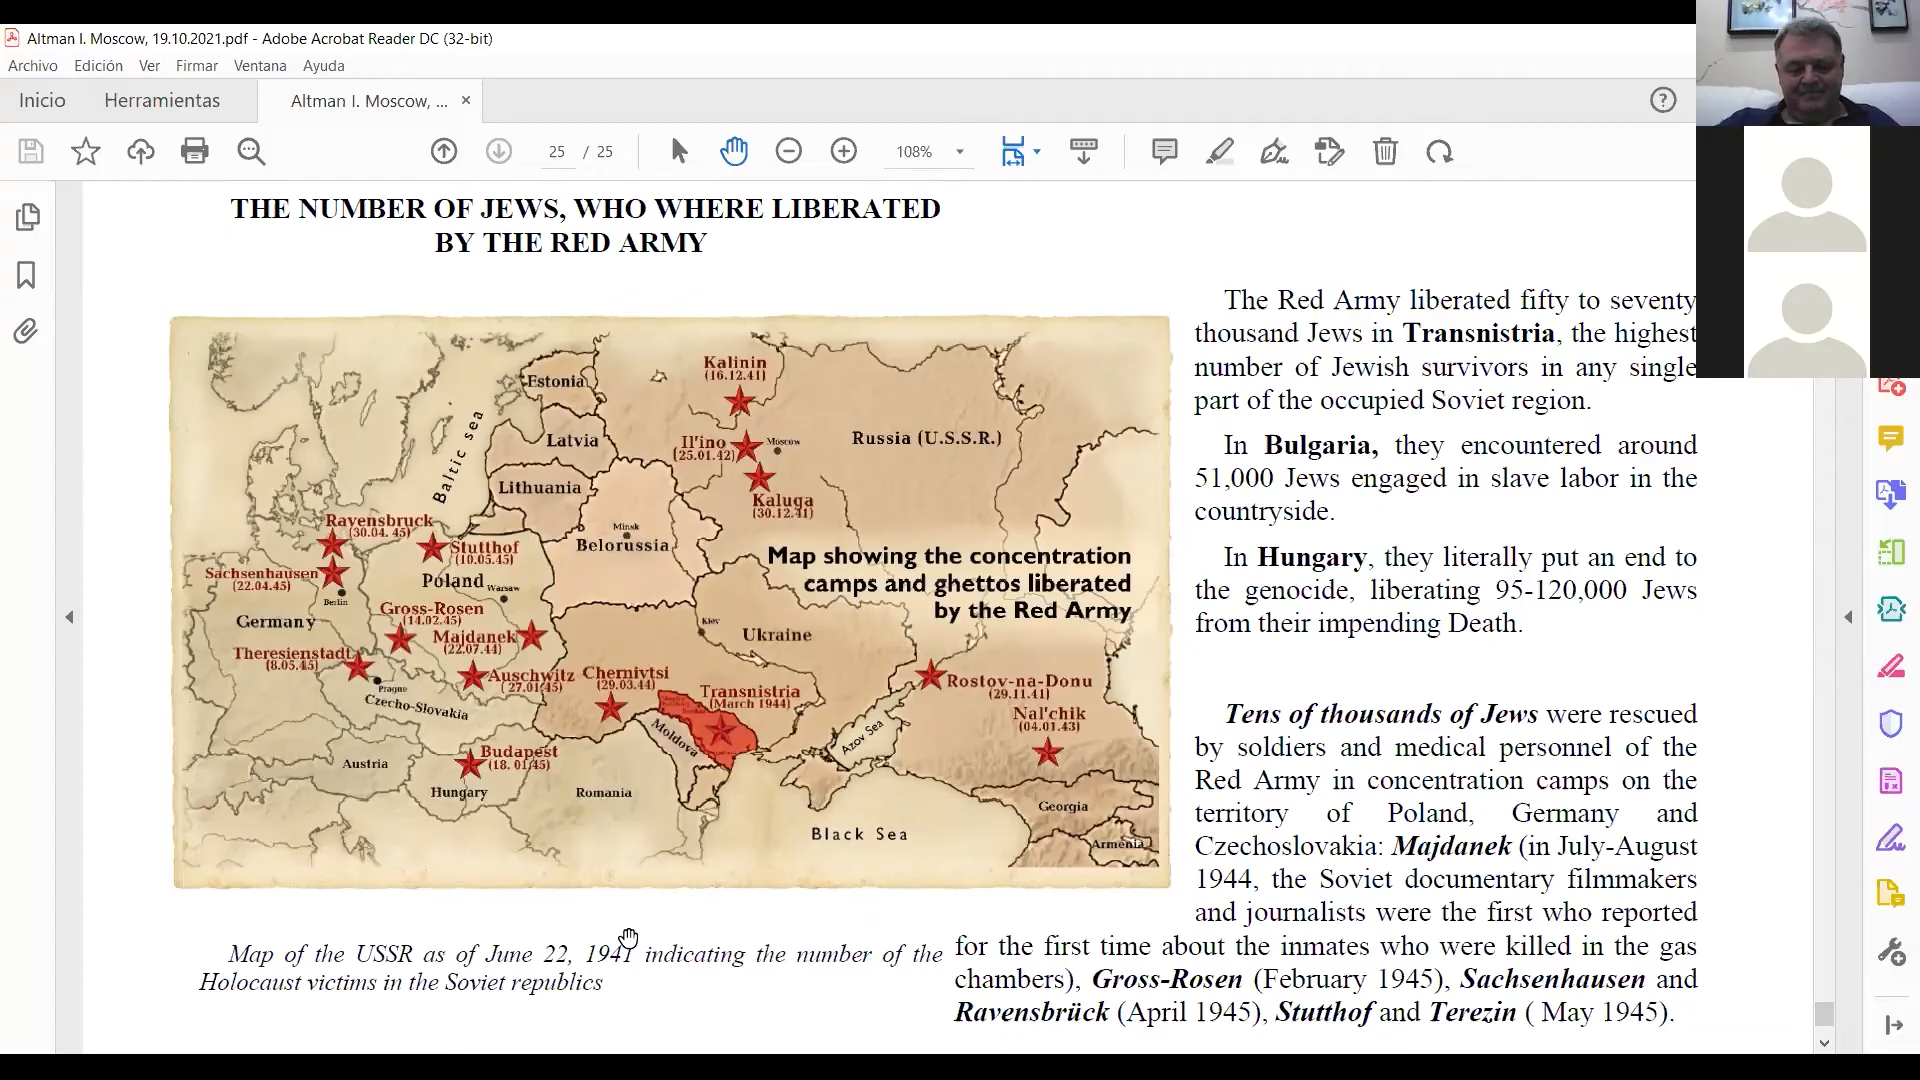 Altman I. Moscow, 19.10.2021.pdf - Adobe Acrobat Reader DC (32-bit)
Archivo Edición Ver Firmar Ventana Ayuda
Inicio Herramientas Altman I. Moscow, ... ×
25 / 25 108%
THE NUMBER OF JEWS, WHO WHERE LIBERATED
BY THE RED ARMY
Kalinin
(16.12.41)
Estonia
Baltic sea
Latvia
Il'ino
(25.01.42)
Moscow
Russia (U.S.S.R.)
Lithuania
Kaluga
(30.12.41)
Ravensbruck
(30.04. 45)
Minsk
Belorussia
Stutthof
(10.05.45)
Map showing the concentration
camps and ghettos liberated
by the Red Army
Sachsenhausen
(22.04.45)
Poland
Warsaw
Berlin
Gross-Rosen
(14.02.45)
Germany
Majdanek
(22.07.44)
Kiev
Ukraine
Theresienstadt
(8.05.45)
Prague
Auschwitz
(27.01.45)
Chernivtsi
(29.03.44)
Czecho-Slovakia
Transnistria
(March 1944)
Rostov-na-Donu
(29.11.41)
Nal'chik
(04.01.43)
Moldova
Azov Sea
Budapest
(18. 01.45)
Austria
Hungary
Romania
Georgia
Black Sea
Armenia
Map of the USSR as of June 22, 1941 indicating the number of the
Holocaust victims in the Soviet republics
The Red Army liberated fifty to seventy
thousand Jews in Transnistria, the highest
number of Jewish survivors in any single
part of the occupied Soviet region.
In Bulgaria, they encountered around
51,000 Jews engaged in slave labor in the
countryside.
In Hungary, they literally put an end to
the genocide, liberating 95-120,000 Jews
from their impending Death.
Tens of thousands of Jews were rescued
by soldiers and medical personnel of the
Red Army in concentration camps on the
territory of Poland, Germany and
Czechoslovakia: Majdanek (in July-August
1944, the Soviet documentary filmmakers
and journalists were the first who reported
for the first time about the inmates who were killed in the gas
chambers), Gross-Rosen (February 1945), Sachsenhausen and
Ravensbrück (April 1945), Stutthof and Terezin ( May 1945).